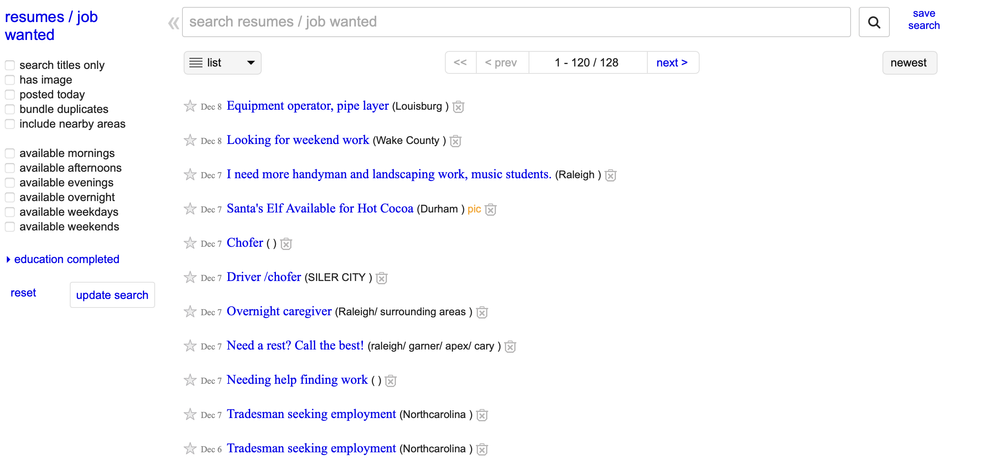 resumes / job
wanted
search titles only
has image
posted today
bundle duplicates
include nearby areas
available mornings
available afternoons
available evenings
available overnight
available weekdays
available weekends
education completed
reset
update search
«
search resumes / job wanted
save
search
list
<<
< prev
1 - 120 / 128
next >
newest
Dec 8 Equipment operator, pipe layer (Louisburg )
Dec 8 Looking for weekend work (Wake County )
Dec 7 I need more handyman and landscaping work, music students. (Raleigh )
Dec 7 Santa's Elf Available for Hot Cocoa (Durham ) pic
Dec 7 Chofer ( )
Dec 7 Driver /chofer (SILER CITY )
Dec 7 Overnight caregiver (Raleigh/ surrounding areas )
Dec 7 Need a rest? Call the best! (raleigh/ garner/ apex/ cary )
Dec 7 Needing help finding work ( )
Dec 7 Tradesman seeking employment (Northcarolina )
Dec 6 Tradesman seeking employment (Northcarolina )